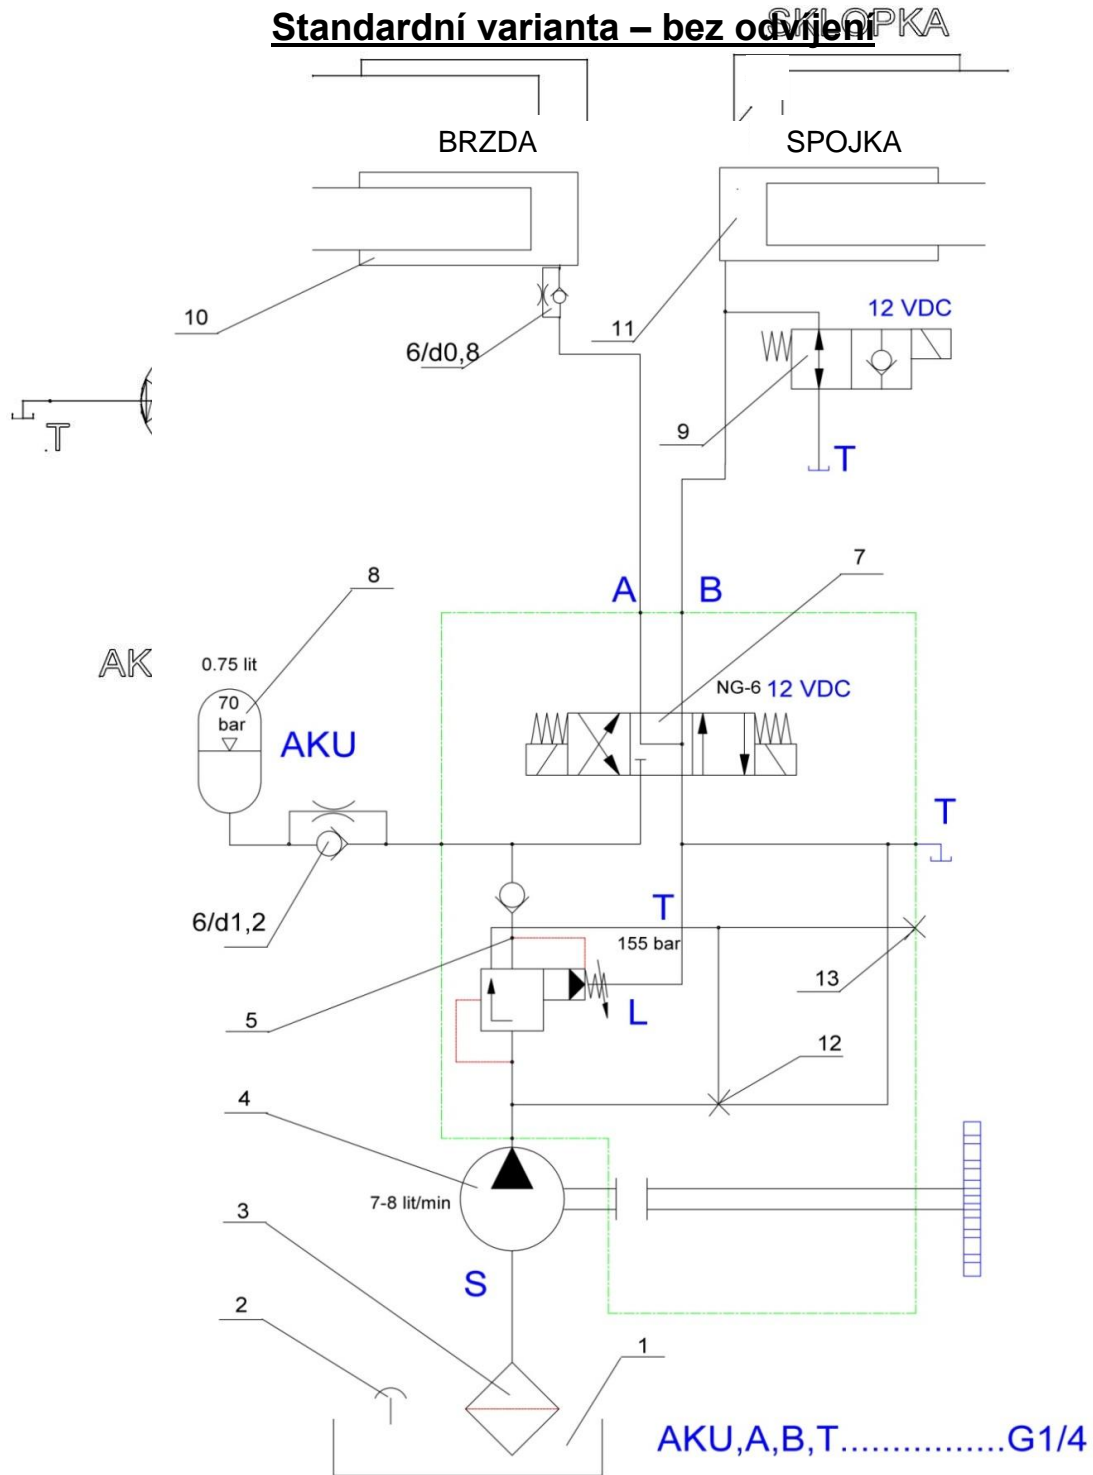 Standardní varianta – bez odvíjení
SKLOPKA
BRZDA
SPOJKA
10
6/d0,8
11
12 VDC
9
T
T
8
A
B
7
AK
0.75 lit
70
bar
AKU
NG-6 12 VDC
T
6/d1,2
T
155 bar
L
5
13
12
4
7-8 lit/min
3
S
2
1
AKU,A,B,T................G1/4